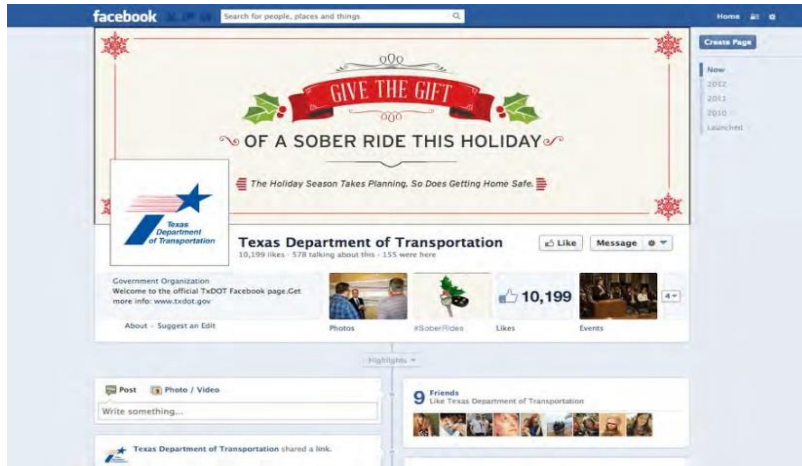 facebook
Search for people, places and things
Home
Create Page
Now
2012
2011
2010
Launched
GIVE THE GIFT
OF A SOBER RIDE THIS HOLIDAY
The Holiday Season Takes Planning, So Does Getting Home Safe.
Texas
Department
of Transportation
Texas Department of Transportation
10,199 likes · 578 talking about this · 155 were here
Like
Message
Government Organization
Welcome to the official TxDOT Facebook page.Get
more info: www.txdot.gov
About – Suggest an Edit
10,199
4
Photos
#SoberRides
Likes
Events
Highlights
Post
Photo / Video
Write something...
9 Friends
Like Texas Department of Transportation
Texas Department of Transportation shared a link.